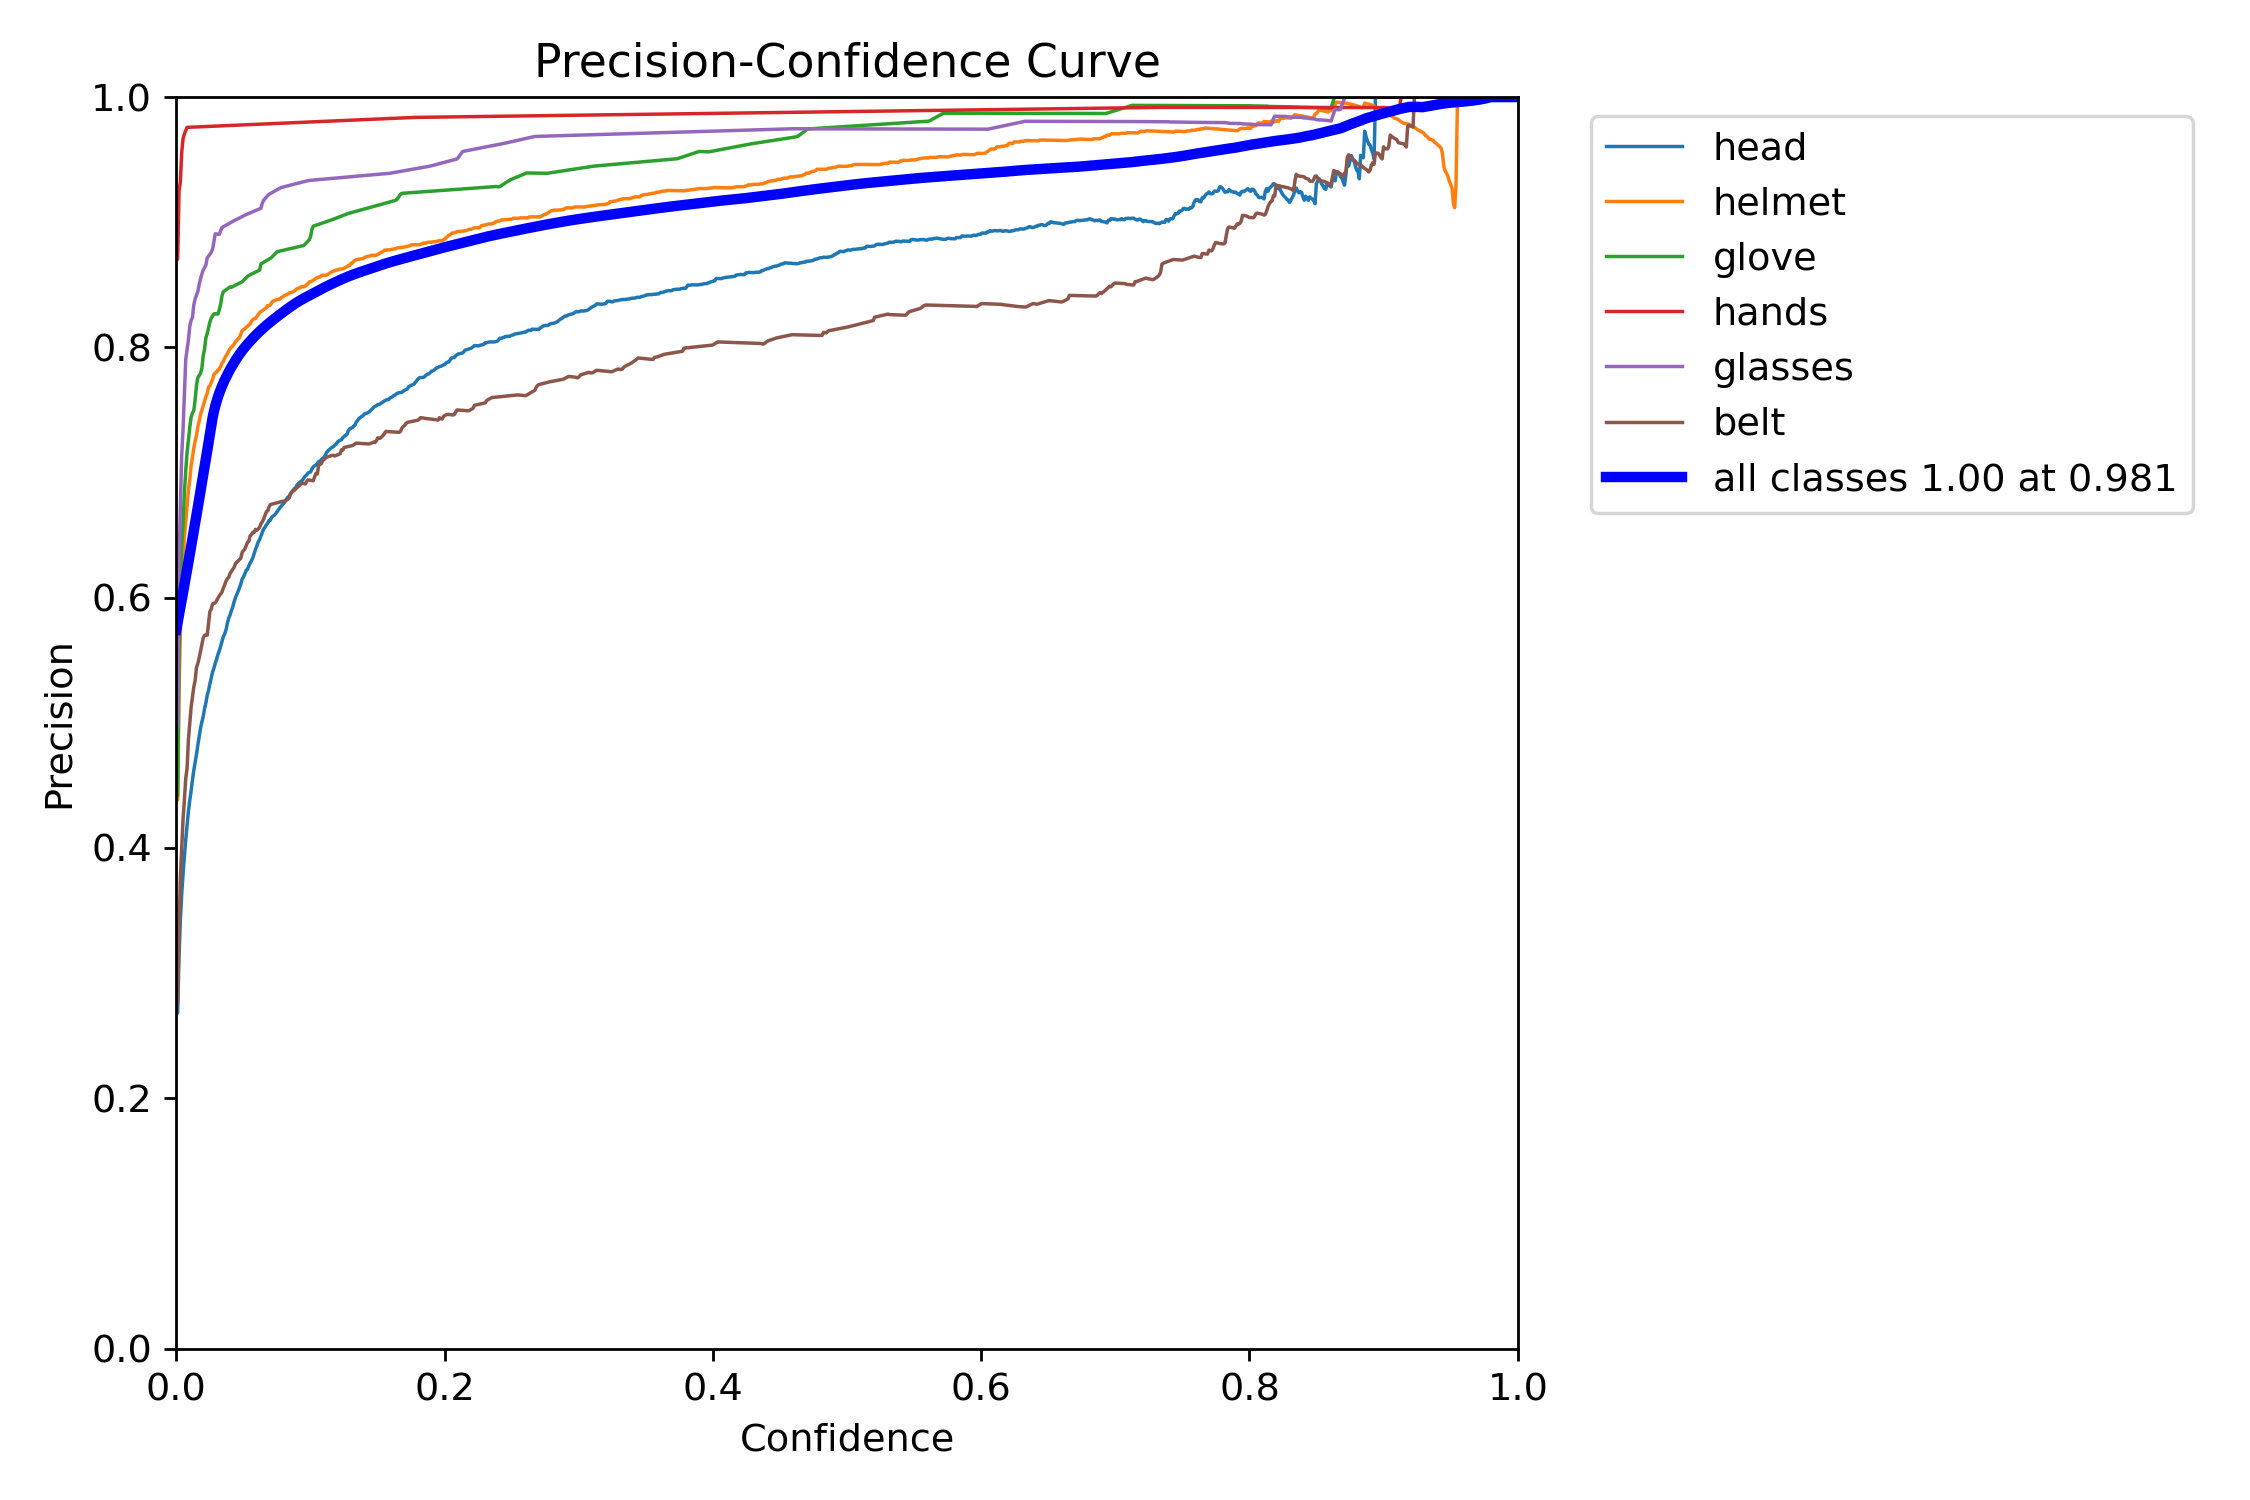 Precision-Confidence Curve
1.0
0.8
0.6
0.4
0.2
0.0
Precision
0.0 0.2 0.4 0.6 0.8 1.0
Confidence
head
helmet
glove
hands
glasses
belt
all classes 1.00 at 0.981